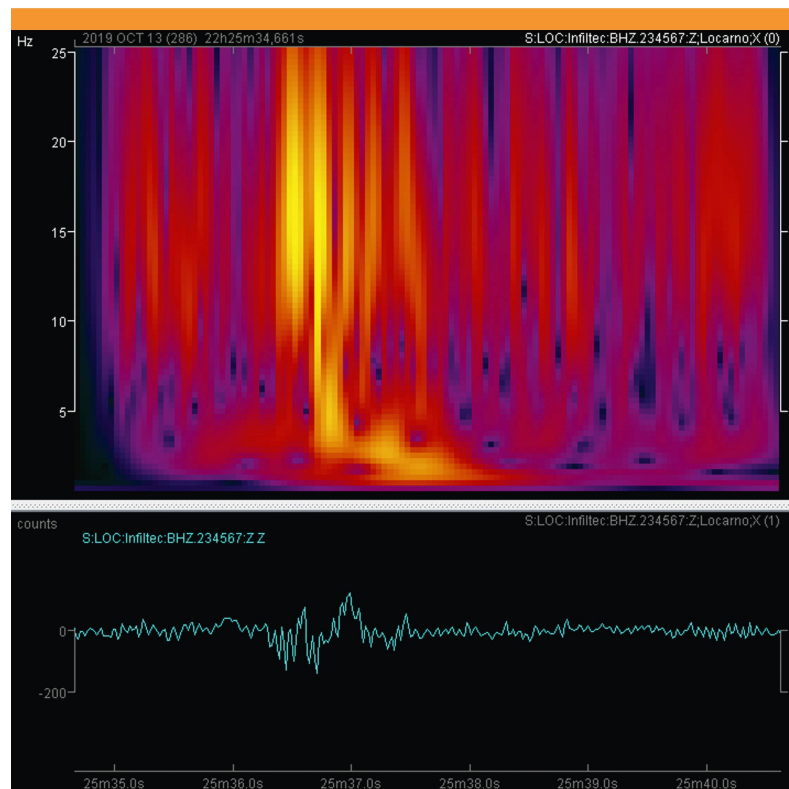 Hz
2019 OCT 13 (286) 22h25m34,661s
S:LOC:Infiltec:BHZ.234567:Z;Locarno;X (0)
25
20
15
10
5
counts
S:LOC:Infiltec:BHZ.234567:Z;Locarno;X (1)
S:LOC:Infiltec:BHZ.234567:Z Z
0
-200
25m35.0s 25m36.0s 25m37.0s 25m38.0s 25m39.0s 25m40.0s